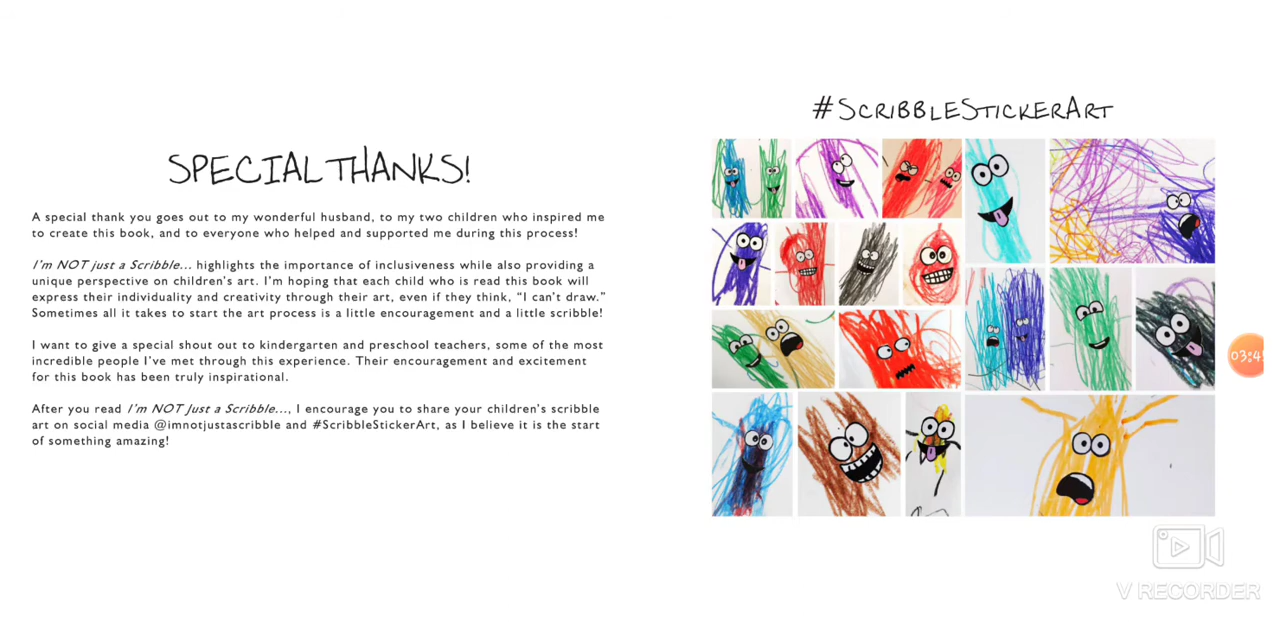 SPECIAL THANKS!
A special thank you goes out to my wonderful husband, to my two children who inspired me
to create this book, and to everyone who helped and supported me during this process!
I'm NOT just a Scribble... highlights the importance of inclusiveness while also providing a
unique perspective on children's art. I'm hoping that each child who is read this book will
express their individuality and creativity through their art, even if they think, "I can't draw."
Sometimes all it takes to start the art process is a little encouragement and a little scribble!
I want to give a special shout out to kindergarten and preschool teachers, some of the most
incredible people I've met through this experience. Their encouragement and excitement
for this book has been truly inspirational.
After you read I'm NOT Just a Scribble..., I encourage you to share your children's scribble
art on social media @imnotjustascribble and #ScribbleStickerArt, as I believe it is the start
of something amazing!
#SCRIBBLESTICKERART
V RECORDER